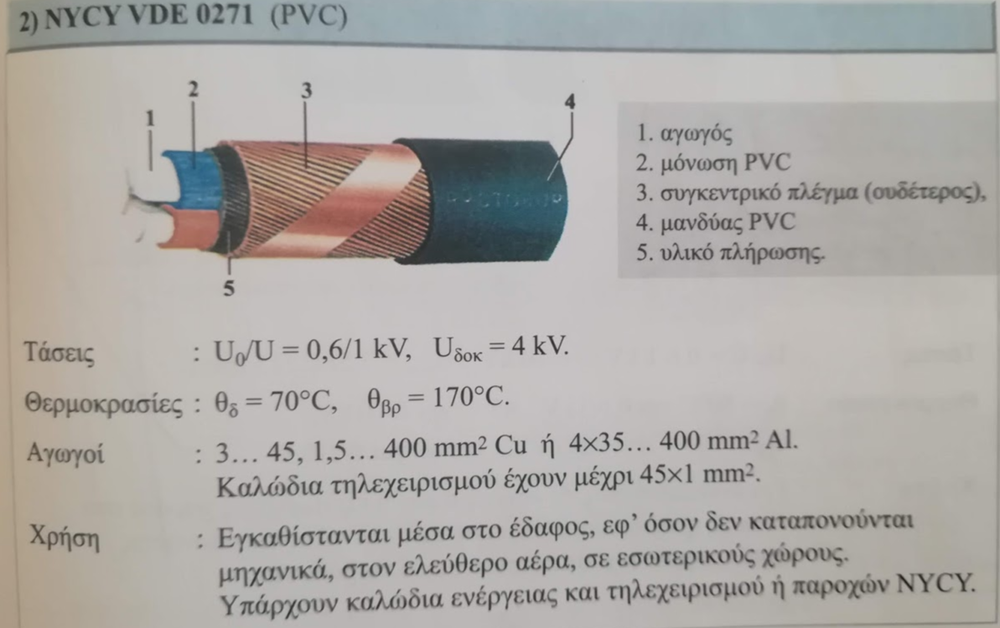 2) NYCY VDE 0271 (PVC)
1
2
3
4
5
1. αγωγός
2. μόνωση PVC
3. συγκεντρικό πλέγμα (ουδέτερος),
4. μανδύας PVC
5. υλικό πλήρωσης.
Τάσεις : U₀/U = 0,6/1 kV, Uδοκ = 4 kV.
Θερμοκρασίες : θδ = 70°C, θβρ = 170°C.
Αγωγοί : 3... 45, 1,5... 400 mm² Cu ή 4×35... 400 mm² Al.
Καλώδια τηλεχειρισμού έχουν μέχρι 45×1 mm².
Χρήση : Εγκαθίστανται μέσα στο έδαφος, εφ’ όσον δεν καταπονούνται
μηχανικά, στον ελεύθερο αέρα, σε εσωτερικούς χώρους.
Υπάρχουν καλώδια ενέργειας και τηλεχειρισμού ή παροχών NYCY.